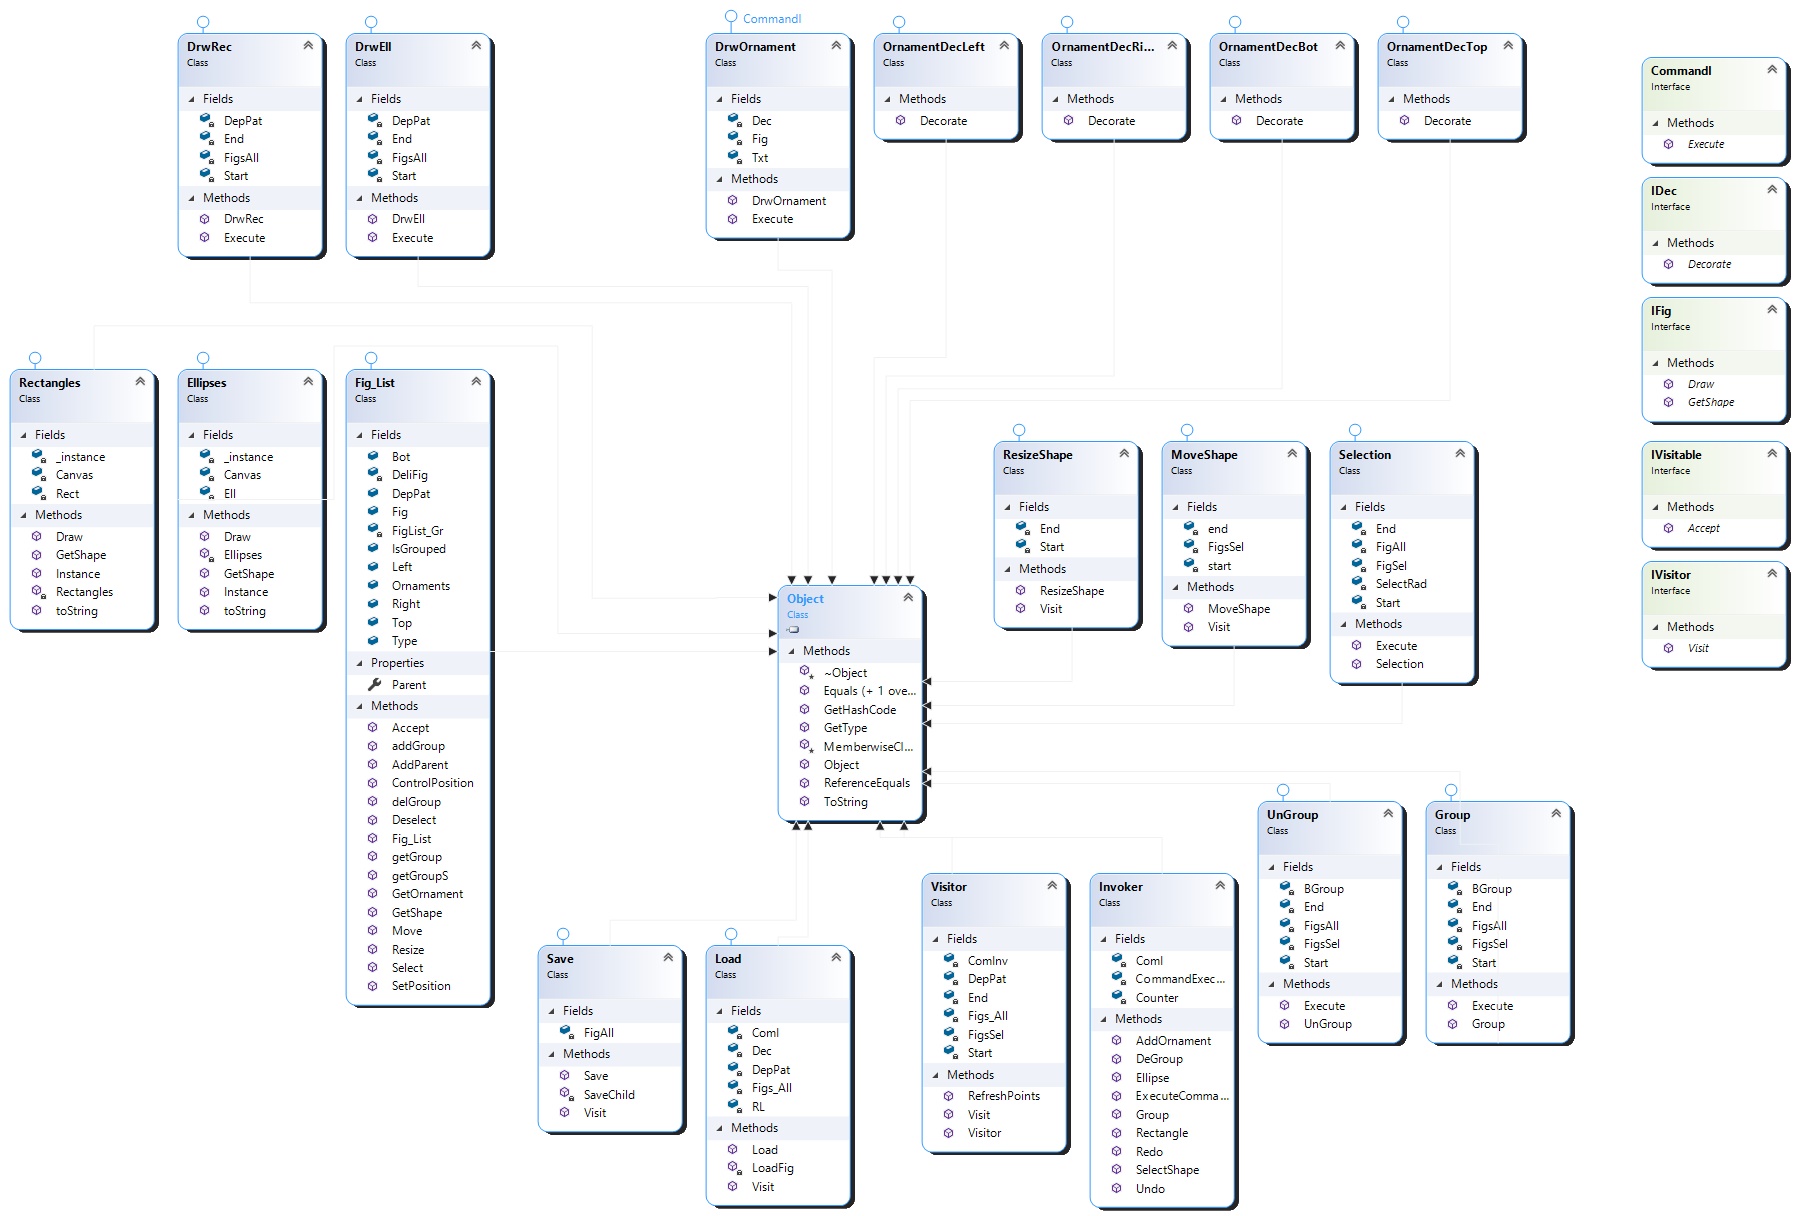 CommandI
DrwRec
Class
Fields
DepPat
End
FigsAll
Start
Methods
DrwRec
Execute
DrwEll
Class
Fields
DepPat
End
FigsAll
Start
Methods
DrwEll
Execute
DrwOrnament
Class
Fields
Dec
Fig
Txt
Methods
DrwOrnament
Execute
OrnamentDecLeft
Class
Methods
Decorate
OrnamentDecRi...
Class
Methods
Decorate
OrnamentDecBot
Class
Methods
Decorate
OrnamentDecTop
Class
Methods
Decorate
CommandI
Interface
Methods
Execute
IDec
Interface
Methods
Decorate
IFig
Interface
Methods
Draw
GetShape
IVisitable
Interface
Methods
Accept
IVisitor
Interface
Methods
Visit
Rectangles
Class
Fields
_instance
Canvas
Rect
Methods
Draw
GetShape
Instance
Rectangles
toString
Ellipses
Class
Fields
_instance
Canvas
Ell
Methods
Draw
Ellipses
GetShape
Instance
toString
Fig_List
Class
Fields
Bot
DeliFig
DepPat
Fig
FigList_Gr
IsGrouped
Left
Ornaments
Right
Top
Type
Properties
Parent
Methods
Accept
addGroup
AddParent
ControlPosition
delGroup
Deselect
Fig_List
getGroup
getGroupS
GetOrnament
GetShape
Move
Resize
Select
SetPosition
Object
Class
Methods
~Object
Equals (+ 1 ove...
GetHashCode
GetType
MemberwiseCl...
Object
ReferenceEquals
ToString
ResizeShape
Class
Fields
End
Start
Methods
ResizeShape
Visit
MoveShape
Class
Fields
end
FigsSel
start
Methods
MoveShape
Visit
Selection
Class
Fields
End
FigAll
FigSel
SelectRad
Start
Methods
Execute
Selection
Save
Class
Fields
FigAll
Methods
Save
SaveChild
Visit
Load
Class
Fields
ComI
Dec
DepPat
Figs_All
RL
Methods
Load
LoadFig
Visit
Visitor
Class
Fields
ComInv
DepPat
End
Figs_All
FigsSel
Start
Methods
RefreshPoints
Visit
Visitor
Invoker
Class
Fields
ComI
CommandExec...
Counter
Methods
AddOrnament
DeGroup
Ellipse
ExecuteComma...
Group
Rectangle
Redo
SelectShape
Undo
UnGroup
Class
Fields
BGroup
End
FigsAll
FigsSel
Start
Methods
Execute
UnGroup
Group
Class
Fields
BGroup
End
FigsAll
FigsSel
Start
Methods
Execute
Group